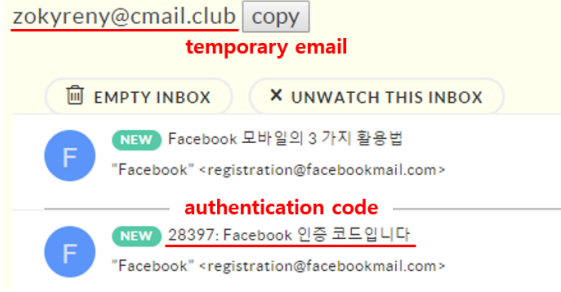 zokyreny@cmail.club copy
temporary email
EMPTY INBOX × UNWATCH THIS INBOX
F NEW Facebook 모바일의 3 가지 활용법
"Facebook" <registration@facebookmail.com>
authentication code
F NEW 28397: Facebook 인증 코드입니다
"Facebook" <registration@facebookmail.com>